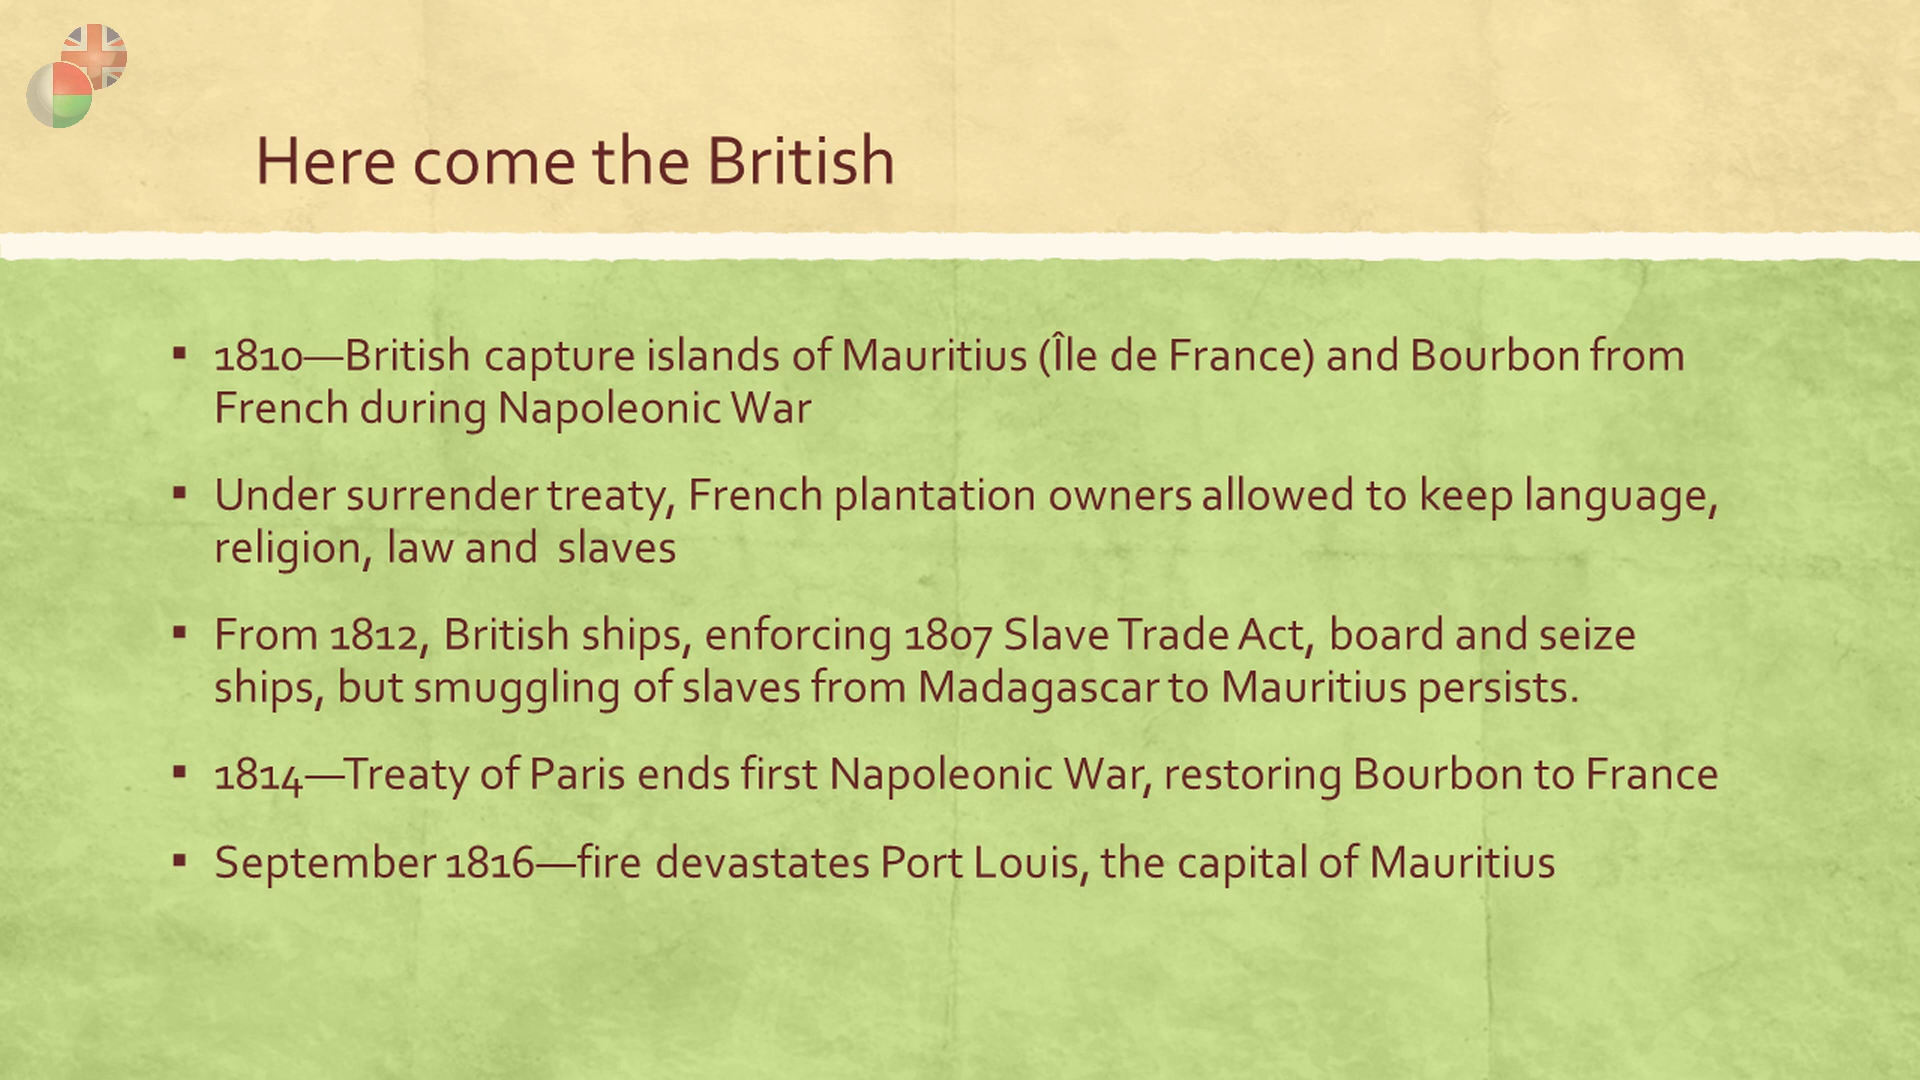 Here come the British
▪ 1810—British capture islands of Mauritius (Île de France) and Bourbon from
French during Napoleonic War
▪ Under surrender treaty, French plantation owners allowed to keep language,
religion, law and  slaves
▪ From 1812, British ships, enforcing 1807 Slave Trade Act, board and seize
ships, but smuggling of slaves from Madagascar to Mauritius persists.
▪ 1814—Treaty of Paris ends first Napoleonic War, restoring Bourbon to France
▪ September 1816—fire devastates Port Louis, the capital of Mauritius